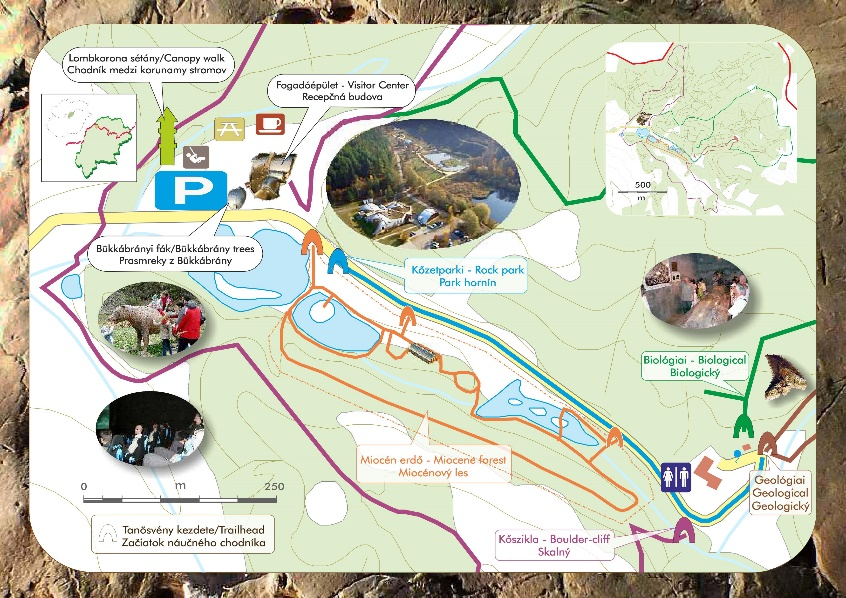 Lombkorona sétány/Canopy walk
Chodník medzi korunamy stromov
Fogadóépület - Visitor Center
Recepčná budova
P
Bükkábrányi fák/Bükkábrány trees
Prasmreky z Bükkábrány
500
m
Kőzetparki - Rock park
Park hornín
Biológiai - Biological
Biologický
Miocén erdő - Miocene forest
Miocénový les
Geológiai
Geological
Geologický
Kőszikla - Boulder-cliff
Skalný
0 m 250
Tanösvény kezdete/Trailhead
Začiatok náučného chodníka